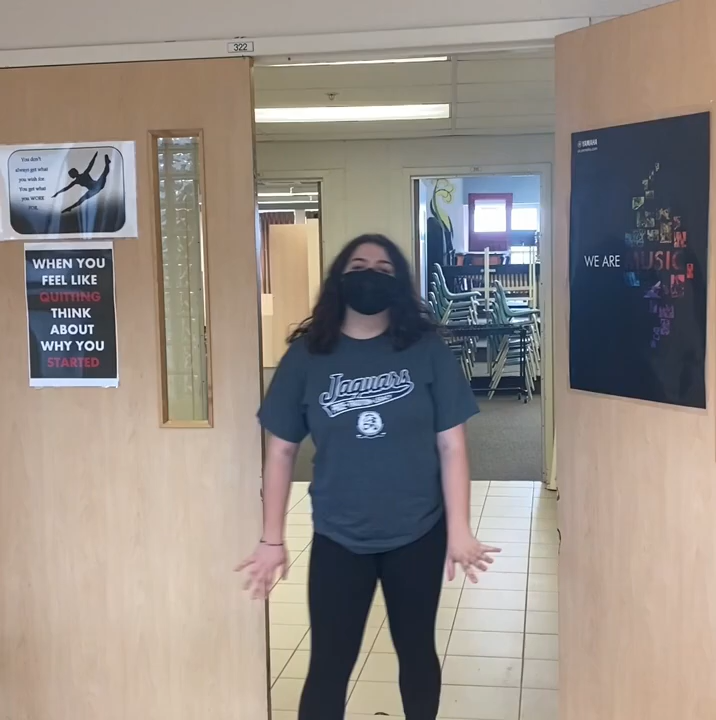 322
You don't
always get what
you wish for
You get what
you WORK
FOR.
WHEN YOU
FEEL LIKE
QUITTING
THINK
ABOUT
WHY YOU
STARTED
Jaguars
YAMAHA
WE ARE MUSIC